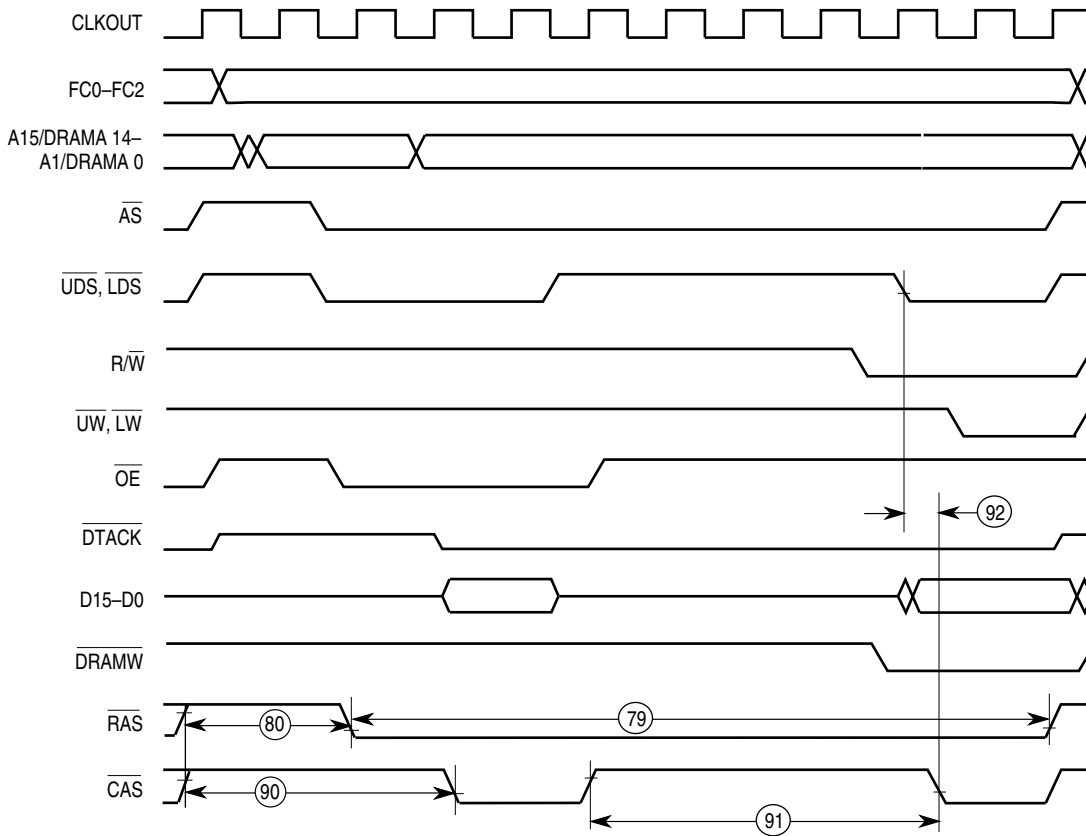 CLKOUT
FC0–FC2
A15/DRAMA 14–
A1/DRAMA 0
AS
UDS, LDS
R/W
UW, LW
OE
92
DTACK
D15–D0
DRAMW
RAS
80
79
CAS
90
91